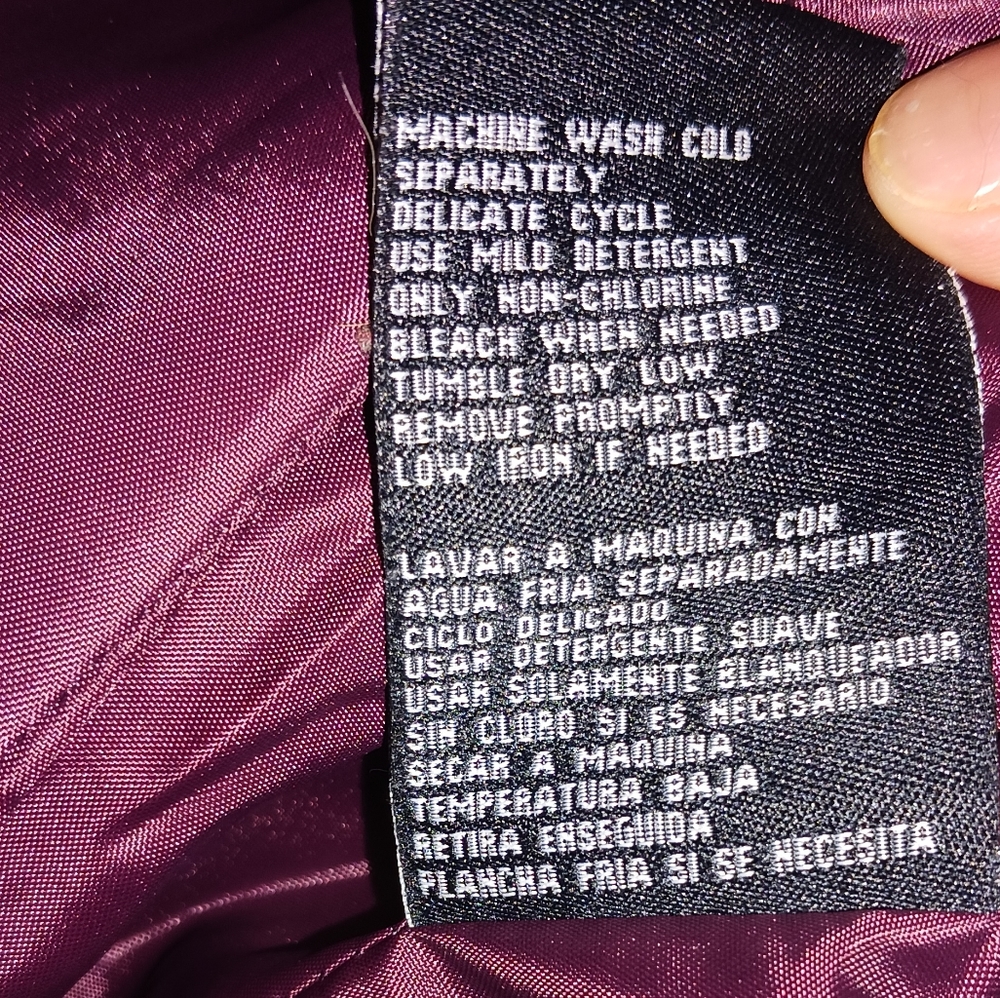 MACHINE WASH COLD
SEPARATELY
DELICATE CYCLE
USE MILD DETERGENT
ONLY NON-CHLORINE
BLEACH WHEN NEEDED
TUMBLE DRY LOW
REMOVE PROMPTLY
LOW IRON IF NEEDED
LAVAR A MAQUINA CON
AGUA FRIA SEPARADAMENTE
CICLO DELICADO
USAR DETERGENTE SUAVE
USAR SOLAMENTE BLANQUEADOR
SIN CLORO SI ES NECESARIO
SECAR A MAQUINA
TEMPERATURA BAJA
RETIRA ENSEGUIDA
PLANCHA FRIA SI SE NECESITA